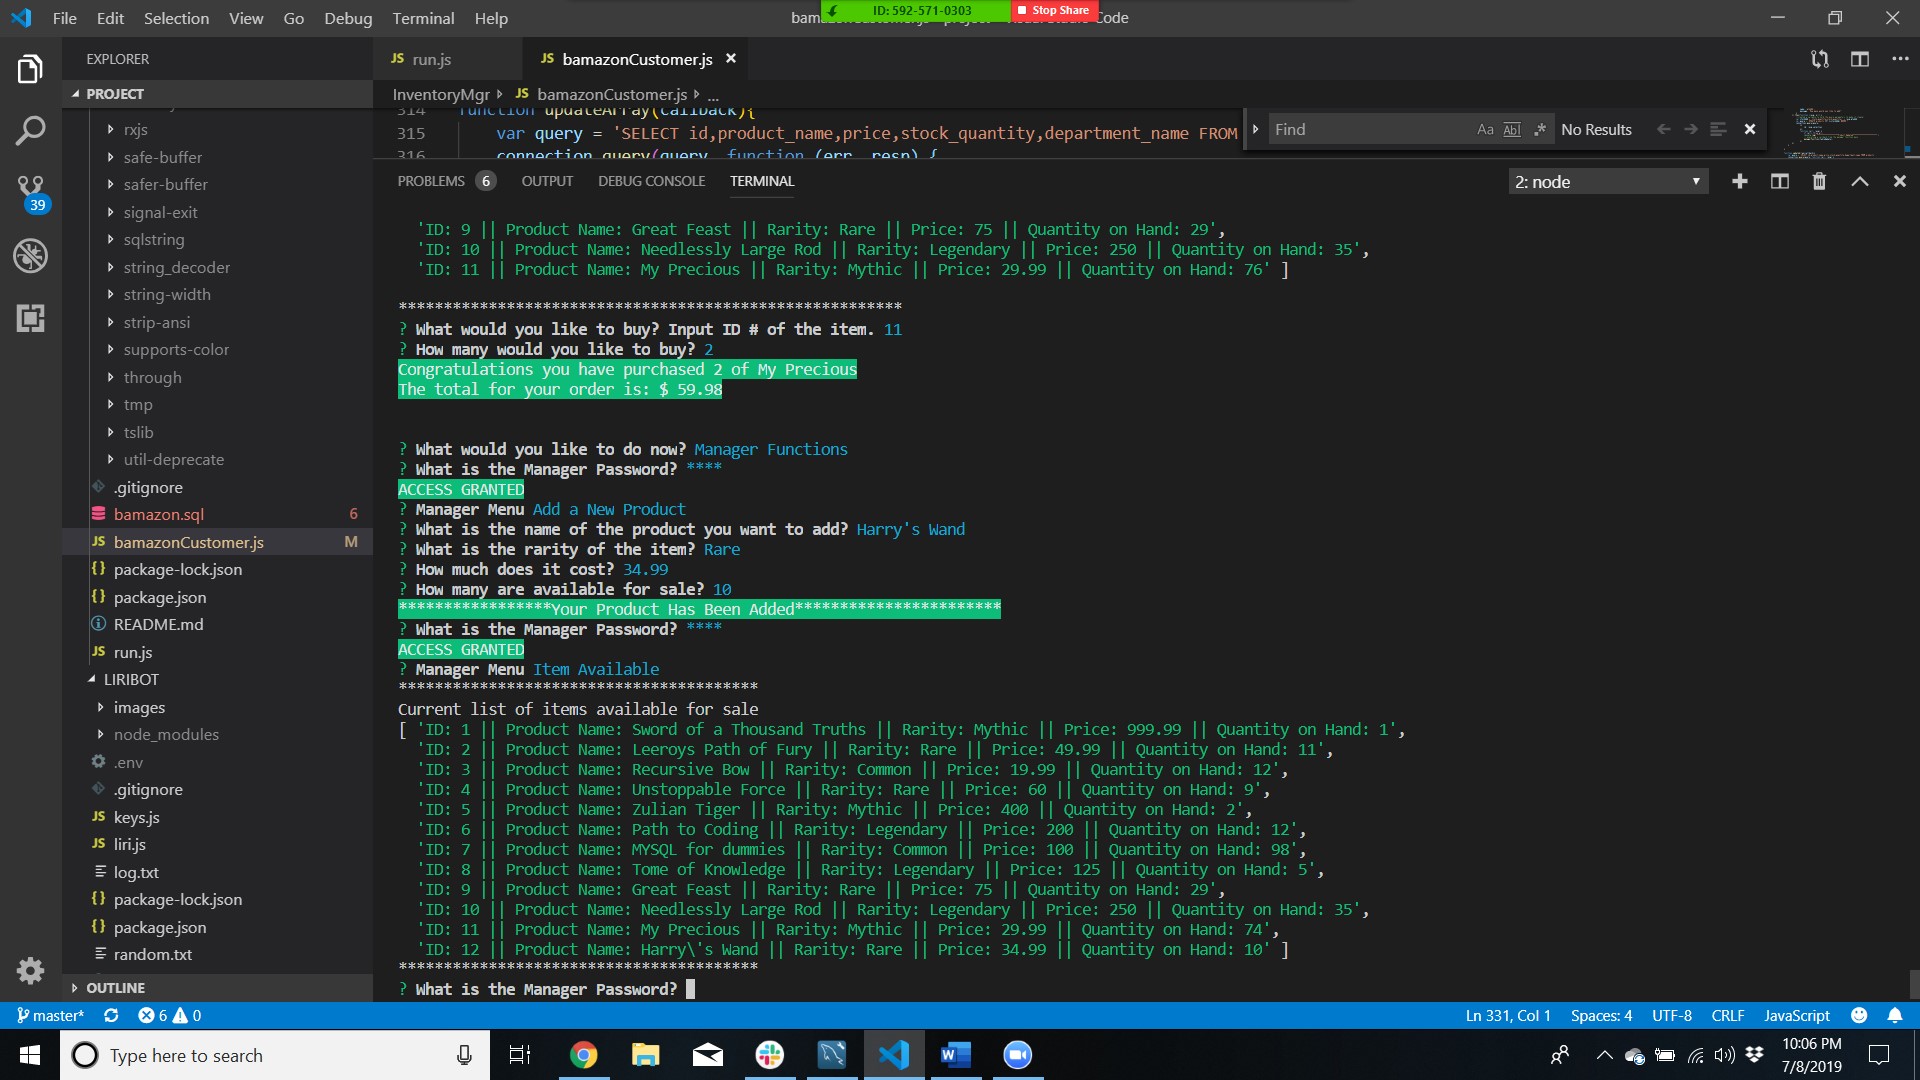 File Edit Selection View Go Debug Terminal Help
ID: 592-571-0303 Stop Share
EXPLORER
run.js
bamazonCustomer.js
PROJECT
InventoryMgr bamazonCustomer.js ...
314 function updateArray(callback){
315 var query = 'SELECT id,product_name,price,stock_quantity,department_name FROM
316 connection.query(query, function (err, resp) {
Find Aa Abl .* No Results
PROBLEMS 6 OUTPUT DEBUG CONSOLE TERMINAL
2: node
rxjs
safe-buffer
safer-buffer
signal-exit
sqlstring
string_decoder
string-width
strip-ansi
supports-color
through
tmp
tslib
util-deprecate
.gitignore
bamazon.sql 6
bamazonCustomer.js M
package-lock.json
package.json
README.md
run.js
LIRIBOT
images
node_modules
.env
.gitignore
keys.js
liri.js
log.txt
package-lock.json
package.json
random.txt
OUTLINE
39
'ID: 9 || Product Name: Great Feast || Rarity: Rare || Price: 75 || Quantity on Hand: 29',
'ID: 10 || Product Name: Needlessly Large Rod || Rarity: Legendary || Price: 250 || Quantity on Hand: 35',
'ID: 11 || Product Name: My Precious || Rarity: Mythic || Price: 29.99 || Quantity on Hand: 76' ]
********************************************************
? What would you like to buy? Input ID # of the item. 11
? How many would you like to buy? 2
Congratulations you have purchased 2 of My Precious
The total for your order is: $ 59.98
? What would you like to do now? Manager Functions
? What is the Manager Password? ****
ACCESS GRANTED
? Manager Menu Add a New Product
? What is the name of the product you want to add? Harry's Wand
? What is the rarity of the item? Rare
? How much does it cost? 34.99
? How many are available for sale? 10
*****************Your Product Has Been Added***********************
? What is the Manager Password? ****
ACCESS GRANTED
? Manager Menu Item Available
****************************************
Current list of items available for sale
[ 'ID: 1 || Product Name: Sword of a Thousand Truths || Rarity: Mythic || Price: 999.99 || Quantity on Hand: 1',
'ID: 2 || Product Name: Leeroys Path of Fury || Rarity: Rare || Price: 49.99 || Quantity on Hand: 11',
'ID: 3 || Product Name: Recursive Bow || Rarity: Common || Price: 19.99 || Quantity on Hand: 12',
'ID: 4 || Product Name: Unstoppable Force || Rarity: Rare || Price: 60 || Quantity on Hand: 9',
'ID: 5 || Product Name: Zulian Tiger || Rarity: Mythic || Price: 400 || Quantity on Hand: 2',
'ID: 6 || Product Name: Path to Coding || Rarity: Legendary || Price: 200 || Quantity on Hand: 12',
'ID: 7 || Product Name: MYSQL for dummies || Rarity: Common || Price: 100 || Quantity on Hand: 98',
'ID: 8 || Product Name: Tome of Knowledge || Rarity: Legendary || Price: 125 || Quantity on Hand: 5',
'ID: 9 || Product Name: Great Feast || Rarity: Rare || Price: 75 || Quantity on Hand: 29',
'ID: 10 || Product Name: Needlessly Large Rod || Rarity: Legendary || Price: 250 || Quantity on Hand: 35',
'ID: 11 || Product Name: My Precious || Rarity: Mythic || Price: 29.99 || Quantity on Hand: 74',
'ID: 12 || Product Name: Harry\'s Wand || Rarity: Rare || Price: 34.99 || Quantity on Hand: 10' ]
****************************************
? What is the Manager Password?
master* 6 0
Ln 331, Col 1 Spaces: 4 UTF-8 CRLF JavaScript
Type here to search
10:06 PM
7/8/2019